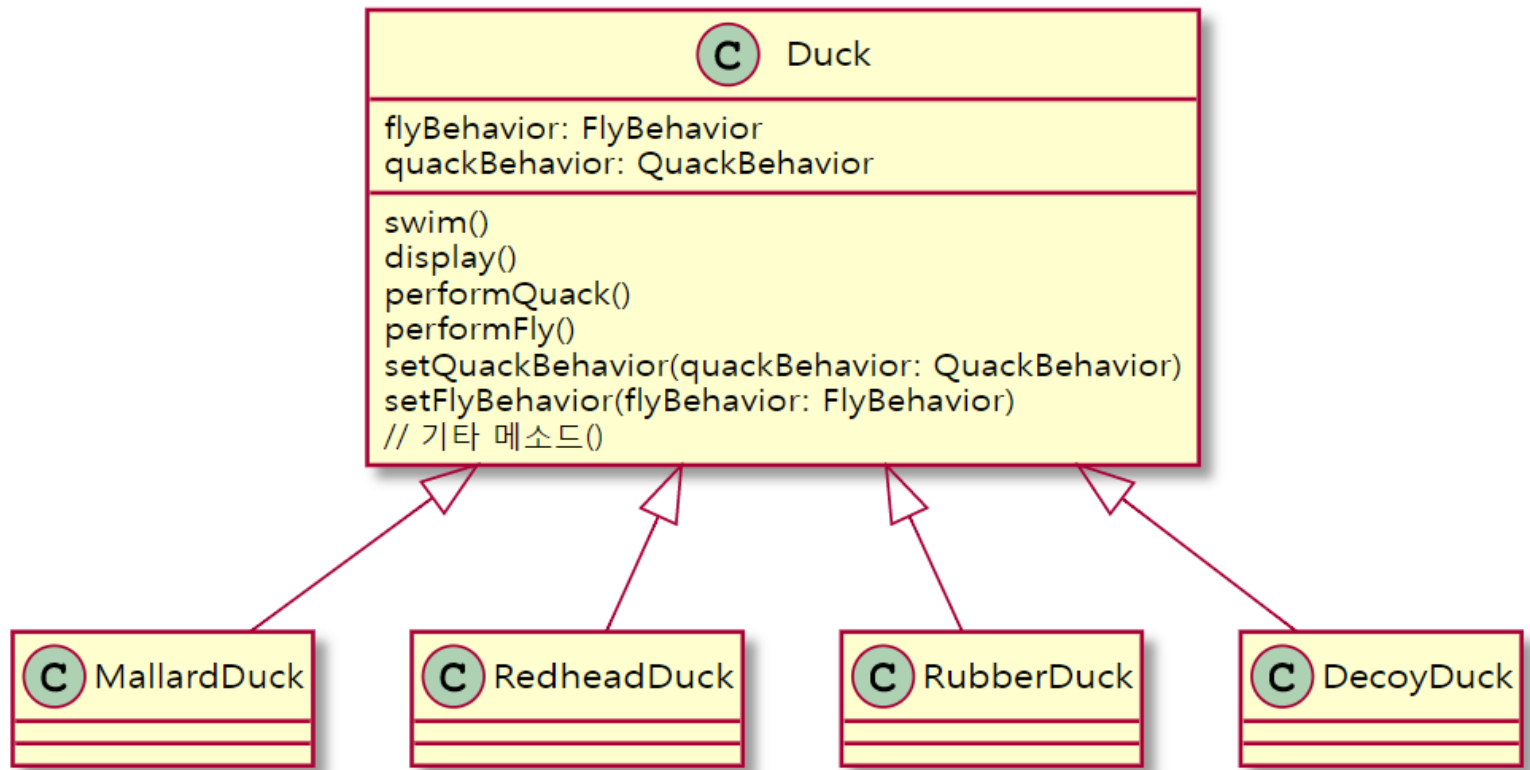 C Duck
flyBehavior: FlyBehavior
quackBehavior: QuackBehavior
swim()
display()
performQuack()
performFly()
setQuackBehavior(quackBehavior: QuackBehavior)
setFlyBehavior(flyBehavior: FlyBehavior)
// 기타 메소드()
C MallardDuck
C RedheadDuck
C RubberDuck
C DecoyDuck